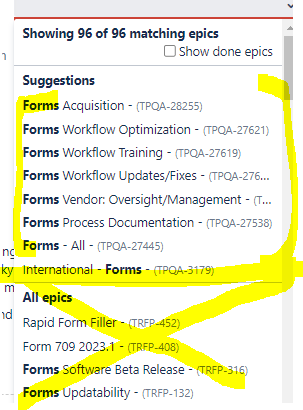 Showing 96 of 96 matching epics
Show done epics
Suggestions
Forms Acquisition - (TPQA-28255)
Forms Workflow Optimization - (TPQA-27621)
Forms Workflow Training - (TPQA-27619)
Forms Workflow Updates/Fixes - (TPQA-276...
Forms Vendor: Oversight/Management - (T...
Forms Process Documentation - (TPQA-27538)
Forms - All - (TPQA-27445)
International - Forms - (TPQA-3179)
All epics
Rapid Form Filler - (TRFP-452)
Form 709 2023.1 - (TRFP-408)
Forms Software Beta Release - (TRFP-316)
Forms Updatability - (TRFP-132)